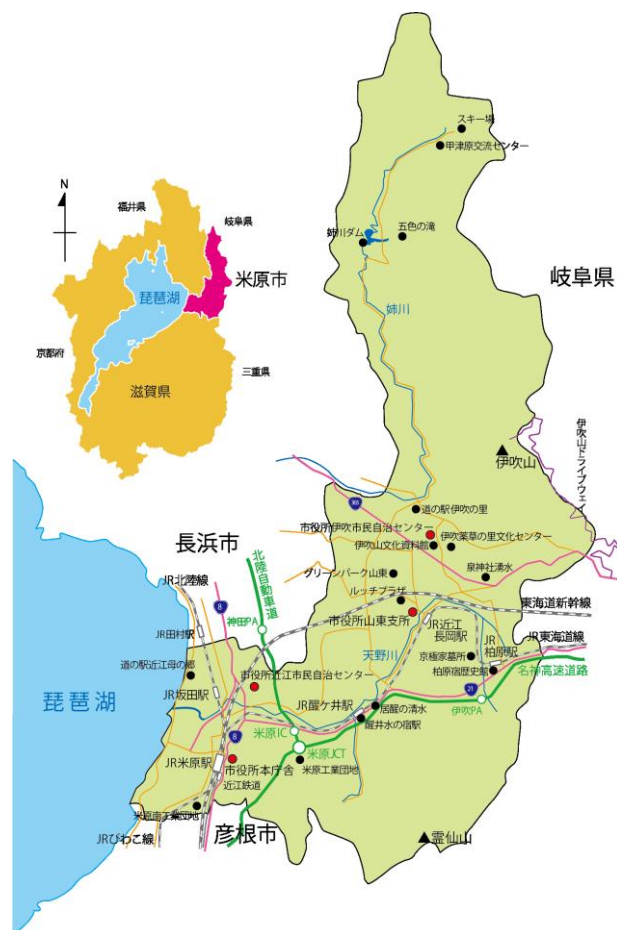 スキー場
甲津原交流センター
N
福井県
岐阜県
姉川ダム
五色の滝
米原市
岐阜県
琵琶湖
姉川
京都府
三重県
滋賀県
伊吹山ドライブウェイ
伊吹山
365
道の駅伊吹の里
市役所伊吹市民自治センター
長浜市
伊吹山文化資料館
伊吹薬草の里文化センター
北陸自動車道
グリーンパーク山東
泉神社湧水
JR北陸線
ルッチプラザ
8
東海道新幹線
神田PA
市役所山東支所
JR近江長岡駅
JR田村駅
JR東海道線
天野川
JR柏原駅
京極家墓所
道の駅近江母の郷
市役所近江市民自治センター
柏原宿歴史館
名神高速道路
JR坂田駅
21
琵琶湖
JR醒ケ井駅
居醒の清水
伊吹PA
醒井水の宿駅
米原IC
8
米原JCT
JR米原駅
市役所本庁舎
米原工業団地
近江鉄道
米原南工業団地
JRびわこ線
彦根市
霊仙山